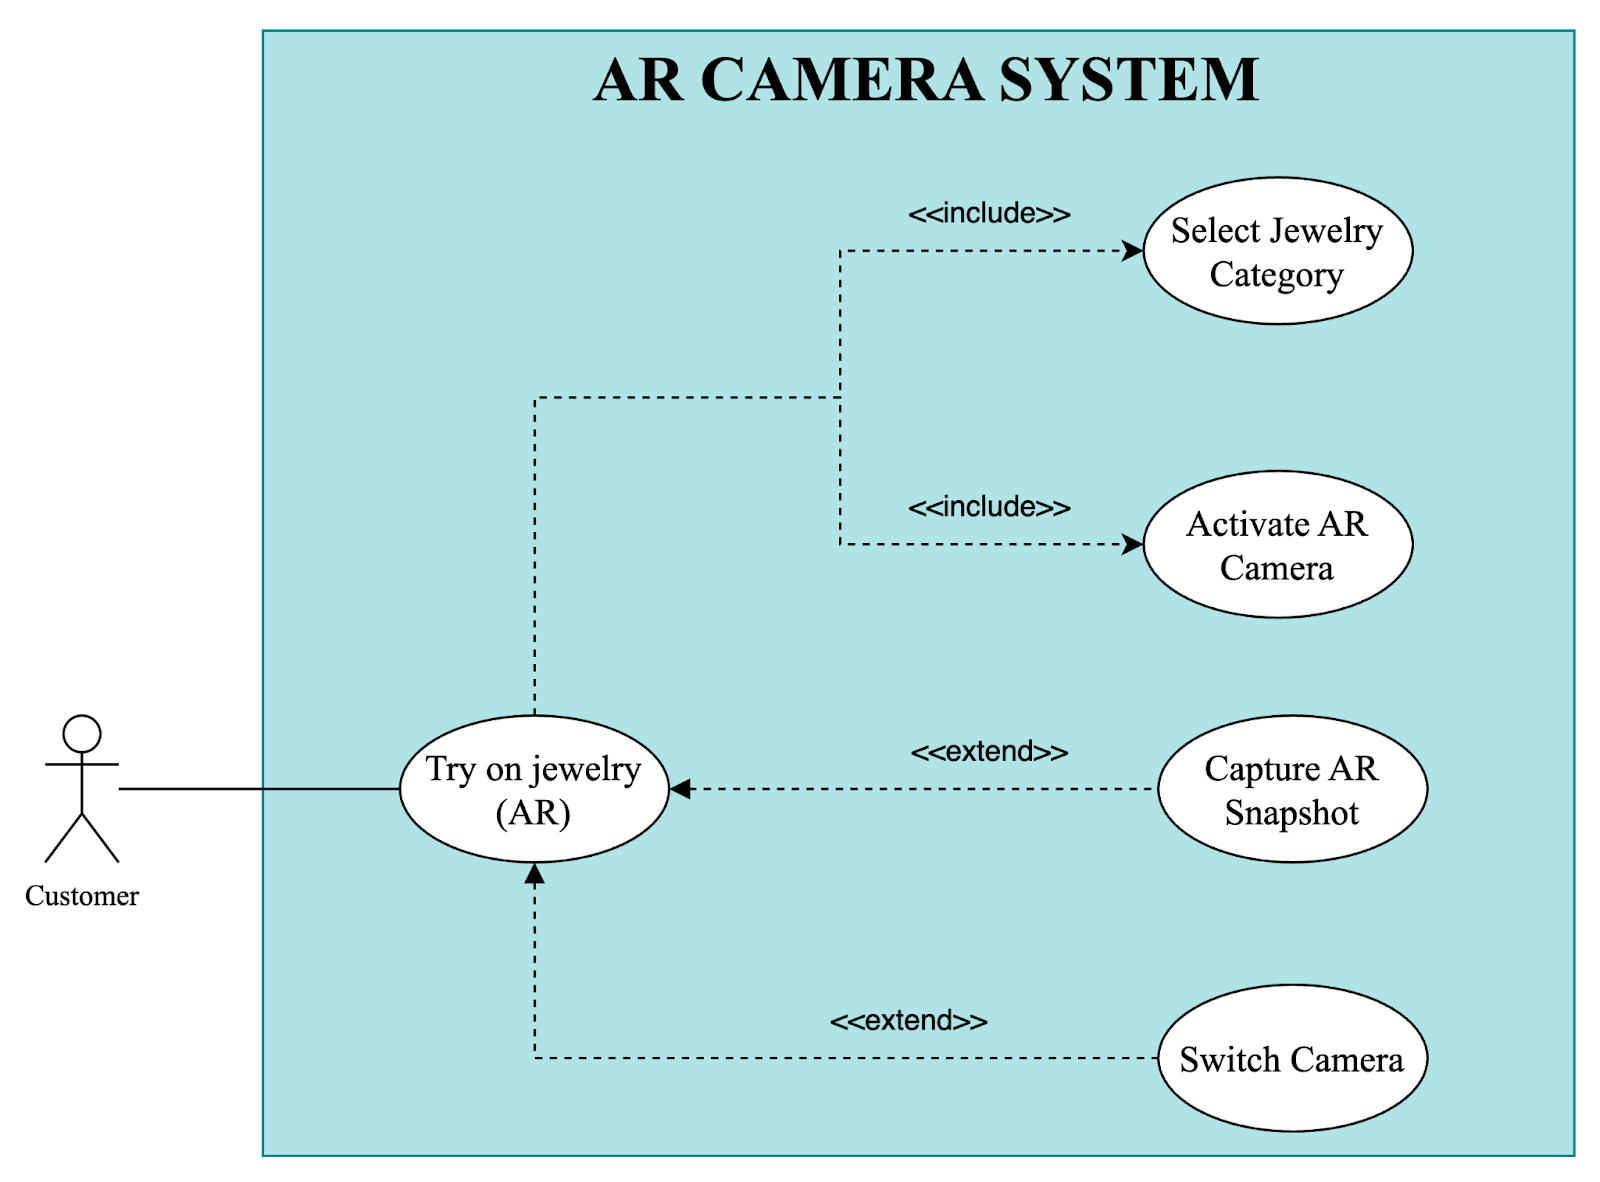 AR CAMERA SYSTEM
<<include>>
Select Jewelry
Category
<<include>>
Activate AR
Camera
Customer
Try on jewelry
(AR)
<<extend>>
Capture AR
Snapshot
<<extend>>
Switch Camera